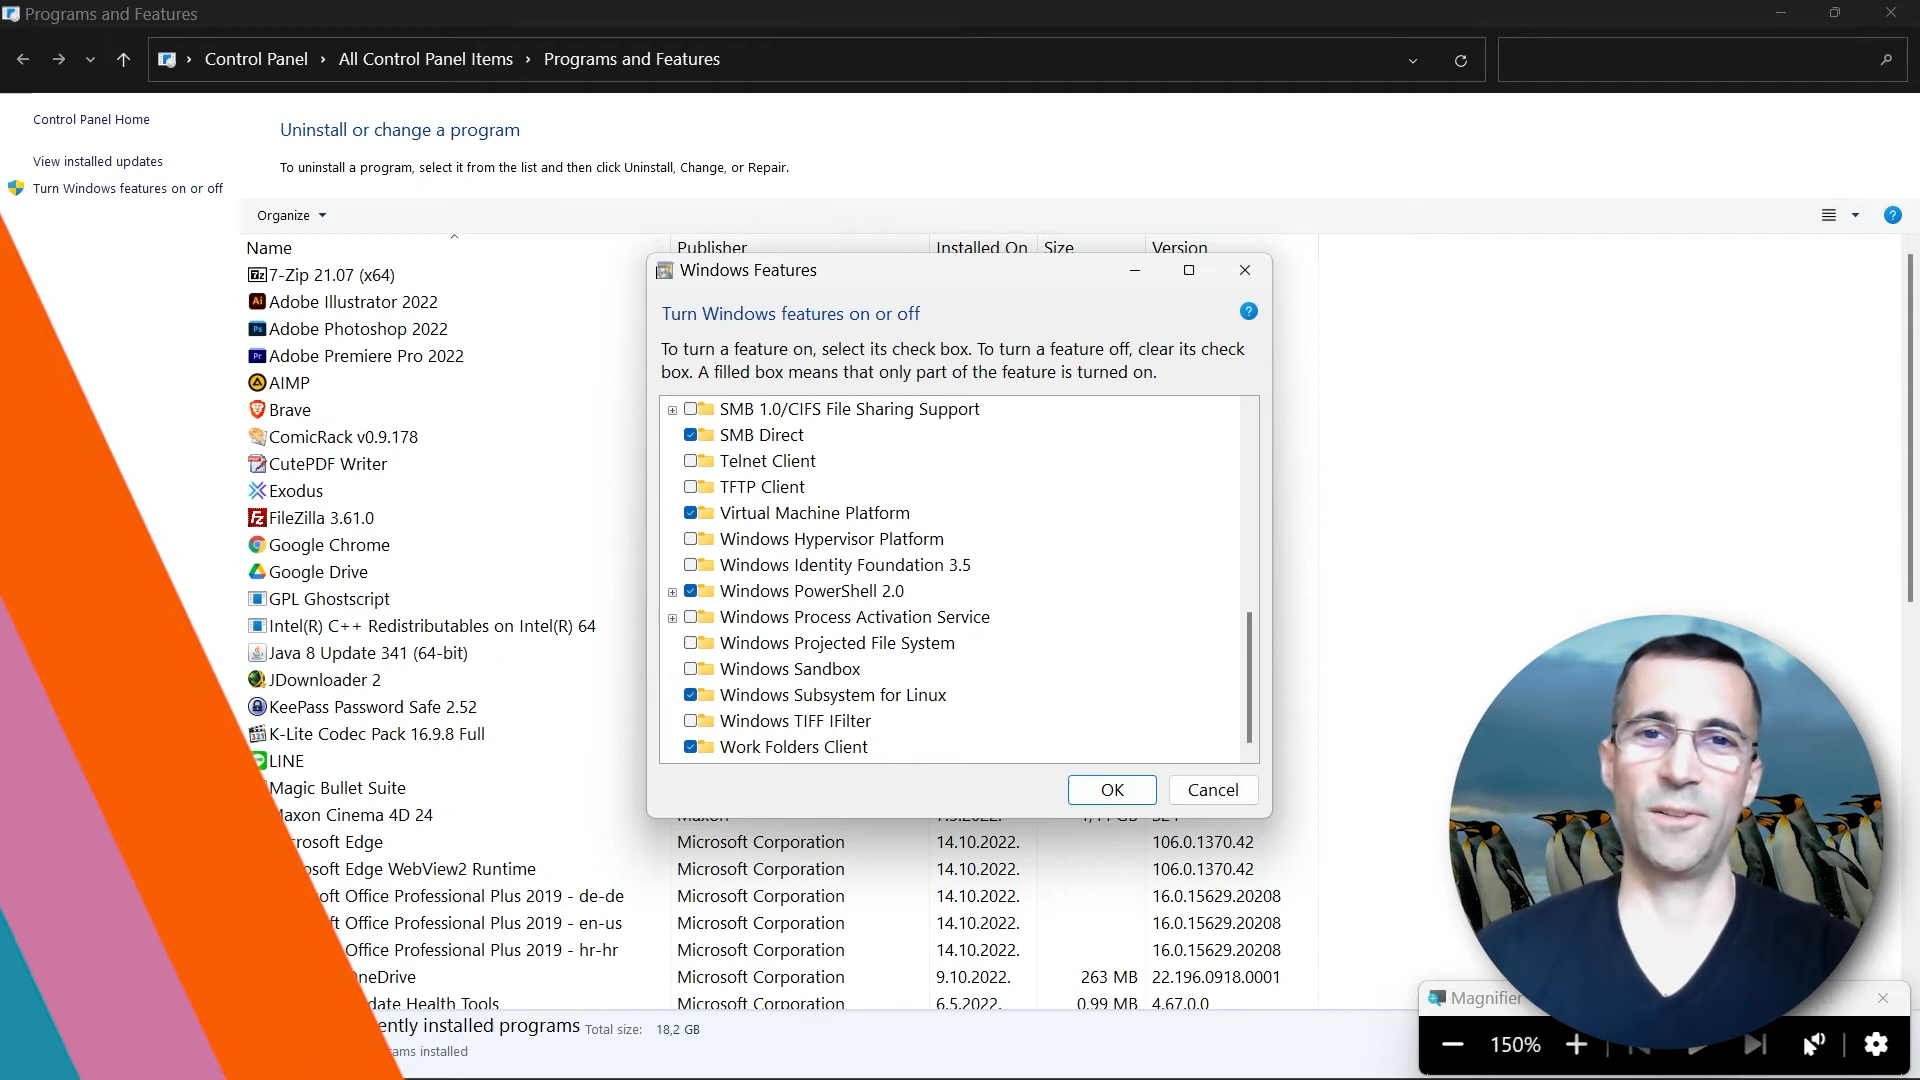 Programs and Features
Control Panel › All Control Panel Items › Programs and Features
Control Panel Home
View installed updates
Turn Windows features on or off
Uninstall or change a program
To uninstall a program, select it from the list and then click Uninstall, Change, or Repair.
Organize
Name Publisher Installed On Size Version
7-Zip 21.07 (x64)
Adobe Illustrator 2022
Adobe Photoshop 2022
Adobe Premiere Pro 2022
AIMP
Brave
ComicRack v0.9.178
CutePDF Writer
Exodus
FileZilla 3.61.0
Google Chrome
Google Drive
GPL Ghostscript
Intel(R) C++ Redistributables on Intel(R) 64
Java 8 Update 341 (64-bit)
JDownloader 2
KeePass Password Safe 2.52
K-Lite Codec Pack 16.9.8 Full
LINE
Magic Bullet Suite
Maxon Cinema 4D 24
rosoft Edge Microsoft Corporation 14.10.2022. 106.0.1370.42
osoft Edge WebView2 Runtime Microsoft Corporation 14.10.2022. 106.0.1370.42
oft Office Professional Plus 2019 - de-de Microsoft Corporation 14.10.2022. 16.0.15629.20208
ft Office Professional Plus 2019 - en-us Microsoft Corporation 14.10.2022. 16.0.15629.20208
Office Professional Plus 2019 - hr-hr Microsoft Corporation 14.10.2022. 16.0.15629.20208
neDrive Microsoft Corporation 9.10.2022. 263 MB 22.196.0918.0001
date Health Tools Microsoft Corporation 6.5.2022. 0.99 MB 4.67.0.0
ently installed programs Total size: 18,2 GB
ams installed
Windows Features
Turn Windows features on or off
To turn a feature on, select its check box. To turn a feature off, clear its check
box. A filled box means that only part of the feature is turned on.
SMB 1.0/CIFS File Sharing Support
SMB Direct
Telnet Client
TFTP Client
Virtual Machine Platform
Windows Hypervisor Platform
Windows Identity Foundation 3.5
Windows PowerShell 2.0
Windows Process Activation Service
Windows Projected File System
Windows Sandbox
Windows Subsystem for Linux
Windows TIFF IFilter
Work Folders Client
OK Cancel
Magnifier
150%